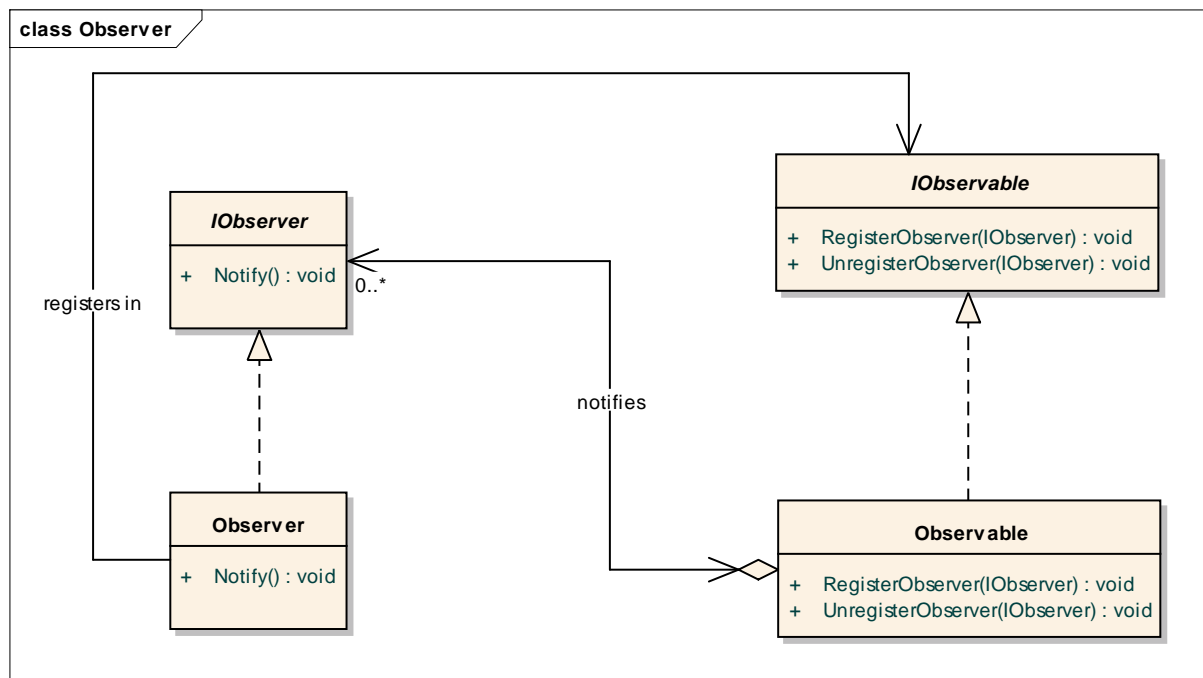 class Observer
IObservable
+ RegisterObserver(IObserver) : void
+ UnregisterObserver(IObserver) : void
IObserver
+ Notify() : void
0..*
registers in
notifies
Observer
+ Notify() : void
Observable
+ RegisterObserver(IObserver) : void
+ UnregisterObserver(IObserver) : void